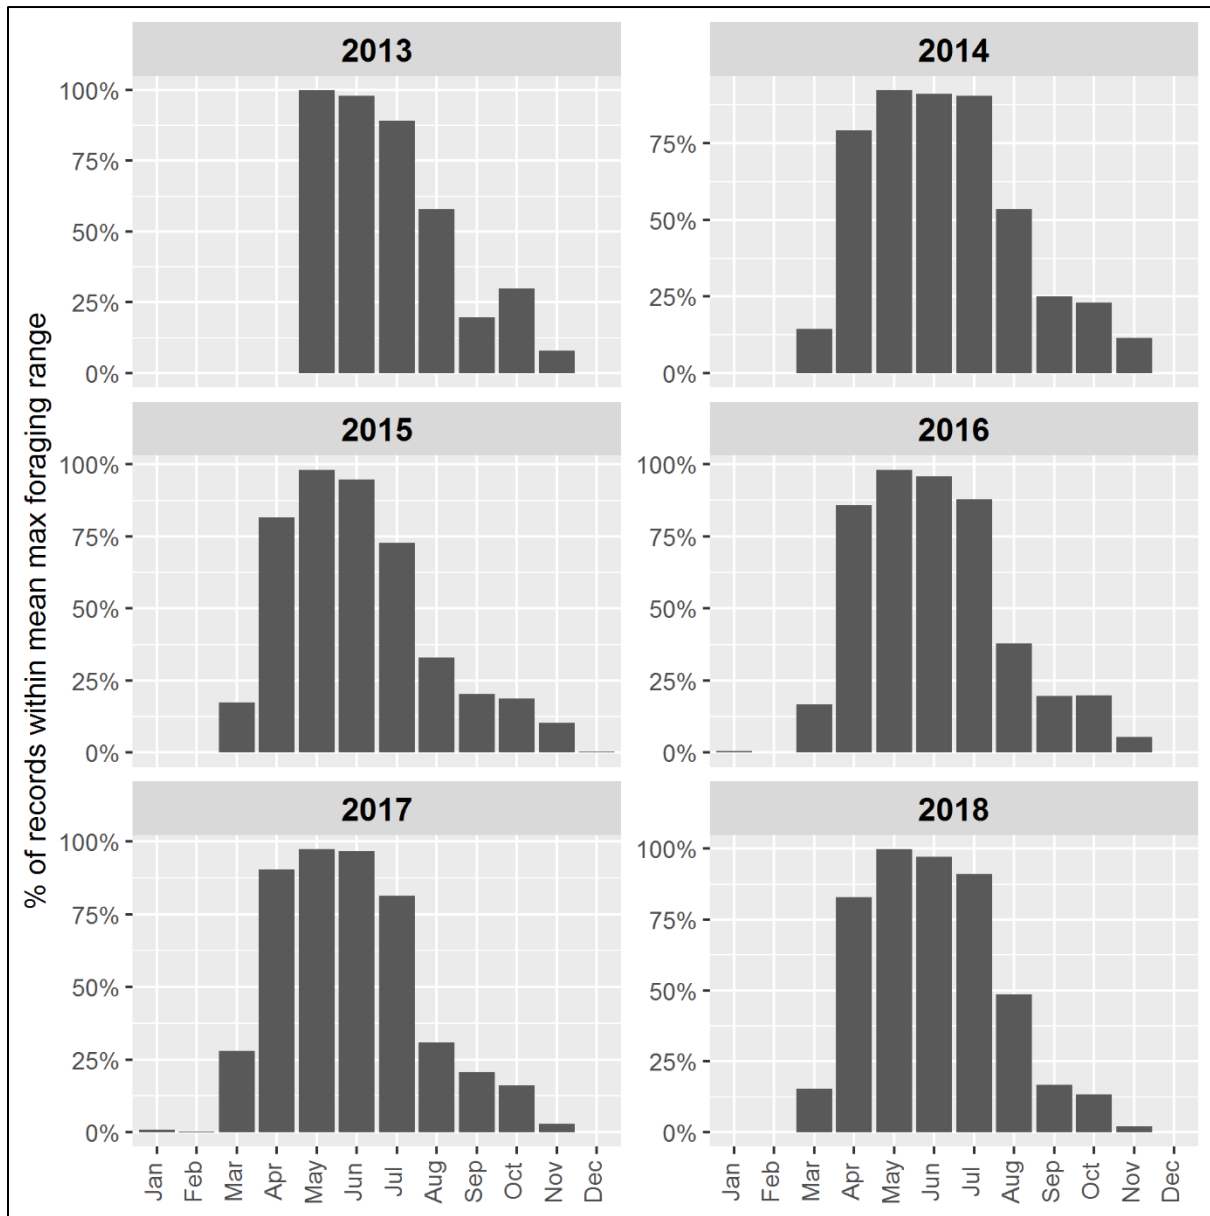 % of records within mean max foraging range
2013
100%
75%
50%
25%
0%
2014
75%
50%
25%
0%
2015
100%
75%
50%
25%
0%
2016
100%
75%
50%
25%
0%
2017
100%
75%
50%
25%
0%
2018
100%
75%
50%
25%
0%
Jan
Feb
Mar
Apr
May
Jun
Jul
Aug
Sep
Oct
Nov
Dec
Jan
Feb
Mar
Apr
May
Jun
Jul
Aug
Sep
Oct
Nov
Dec